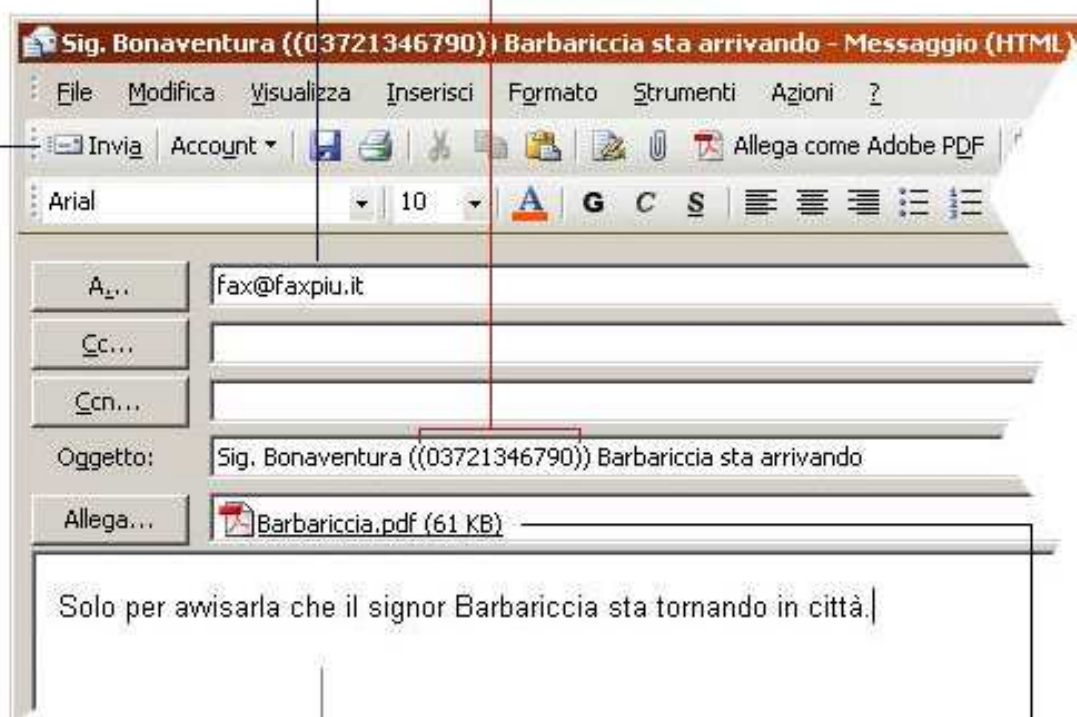 Sig. Bonaventura ((03721346790)) Barbariccia sta arrivando - Messaggio (HTML)
File Modifica Visualizza Inserisci Formato Strumenti Azioni ?
Invia Account Allega come Adobe PDF
Arial 10 A G C S
A... fax@faxpiu.it
Cc...
Ccn...
Oggetto: Sig. Bonaventura ((03721346790)) Barbariccia sta arrivando
Allega... Barbariccia.pdf (61 KB)
Solo per avvisarla che il signor Barbariccia sta tornando in città.